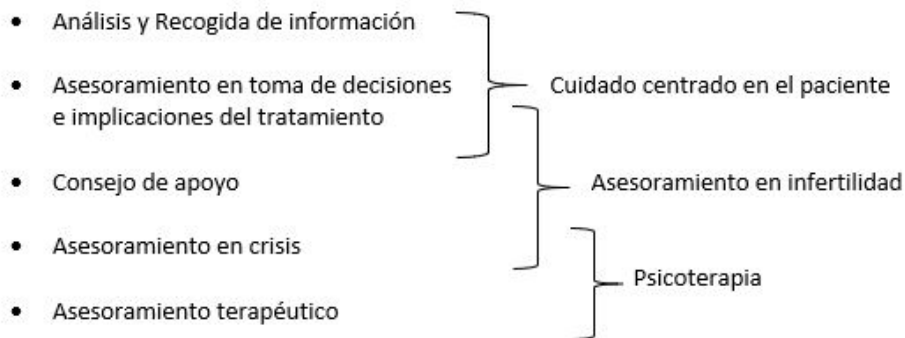 • Análisis y Recogida de información
• Asesoramiento en toma de decisiones
e implicaciones del tratamiento
Cuidado centrado en el paciente
• Consejo de apoyo
Asesoramiento en infertilidad
• Asesoramiento en crisis
Psicoterapia
• Asesoramiento terapéutico